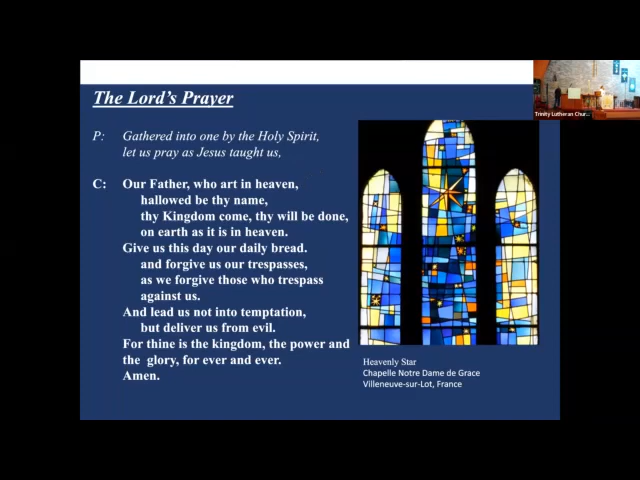 The Lord's Prayer
P: Gathered into one by the Holy Spirit,
let us pray as Jesus taught us,
C: Our Father, who art in heaven,
hallowed be thy name,
thy Kingdom come, thy will be done,
on earth as it is in heaven.
Give us this day our daily bread.
and forgive us our trespasses,
as we forgive those who trespass
against us.
And lead us not into temptation,
but deliver us from evil.
For thine is the kingdom, the power and
the glory, for ever and ever.
Amen.
Heavenly Star
Chapelle Notre Dame de Grace
Villeneuve-sur-Lot, France
Trinity Lutheran Chur...